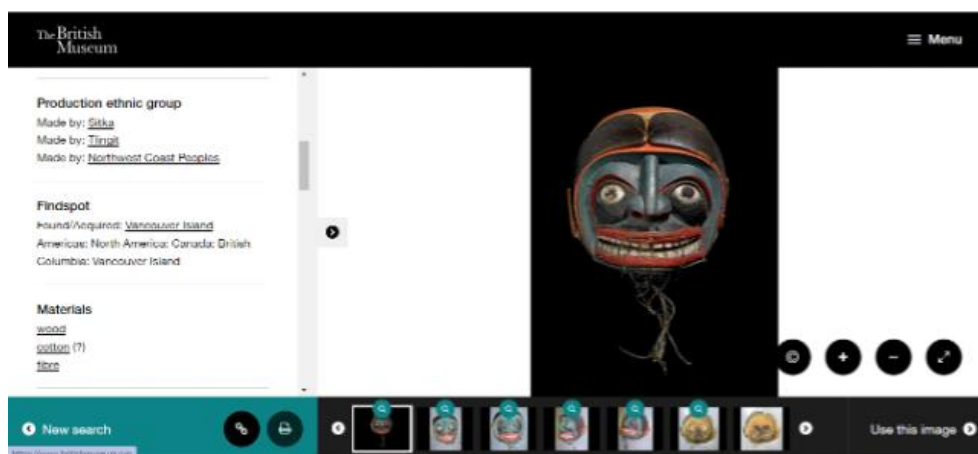 The British
Museum
Menu
Production ethnic group
Made by: Sitka
Made by: Tlingit
Made by: Northwest Coast Peoples
Findspot
Found/Acquired: Vancouver Island
Americas: North America: Canada: British
Columbia: Vancouver Island
Materials
wood
cotton (?)
fibre
New search
Use this image